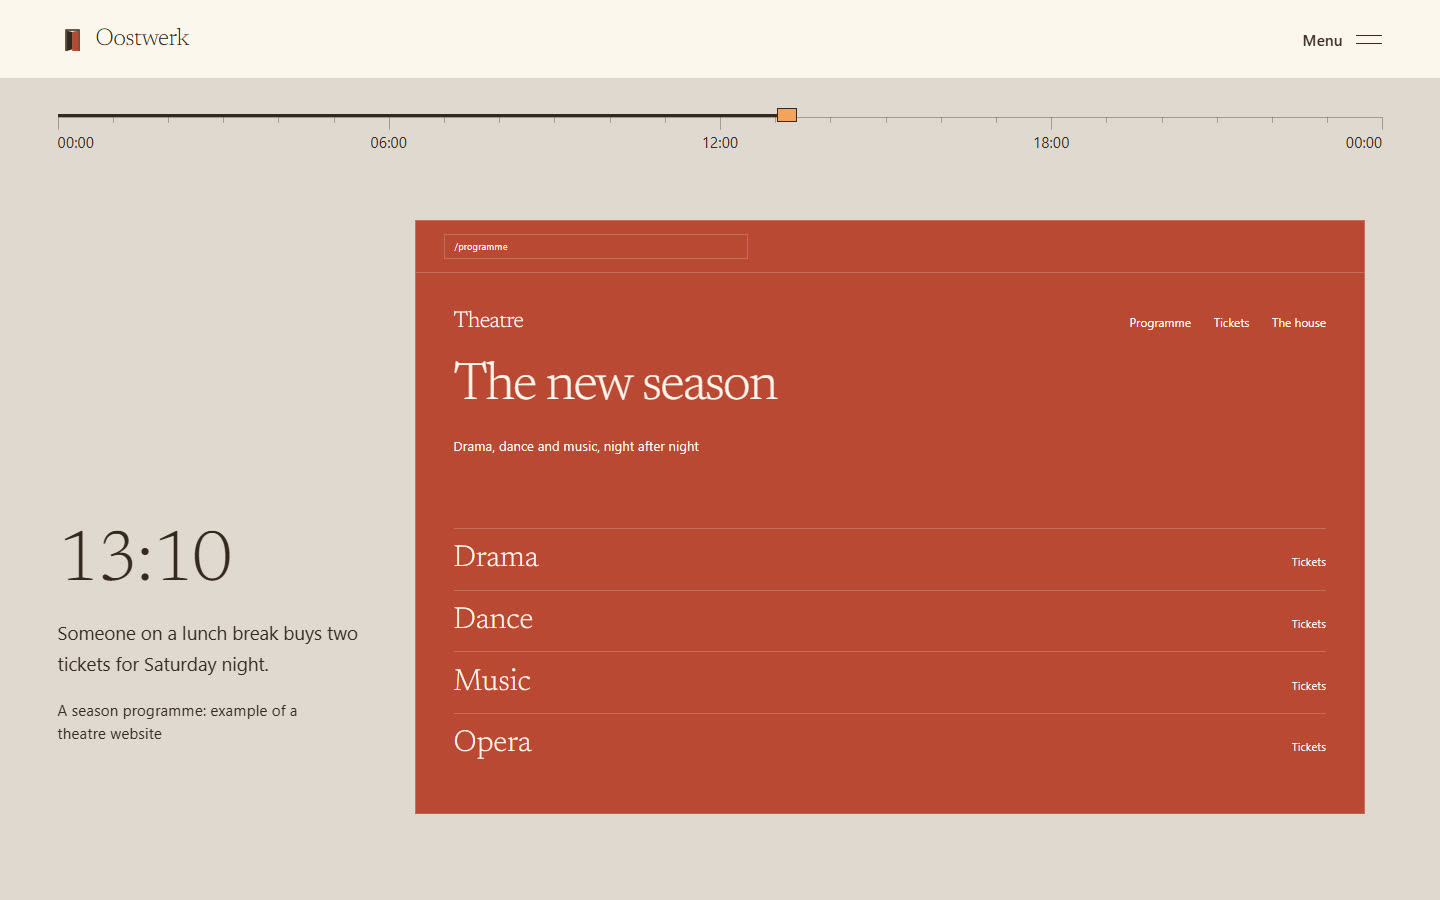 Oostwerk
Menu
00:00
06:00
12:00
18:00
00:00
/programme
Theatre
Programme
Tickets
The house
The new season
Drama, dance and music, night after night
13:10
Someone on a lunch break buys two
tickets for Saturday night.
A season programme: example of a
theatre website
Drama
Tickets
Dance
Tickets
Music
Tickets
Opera
Tickets